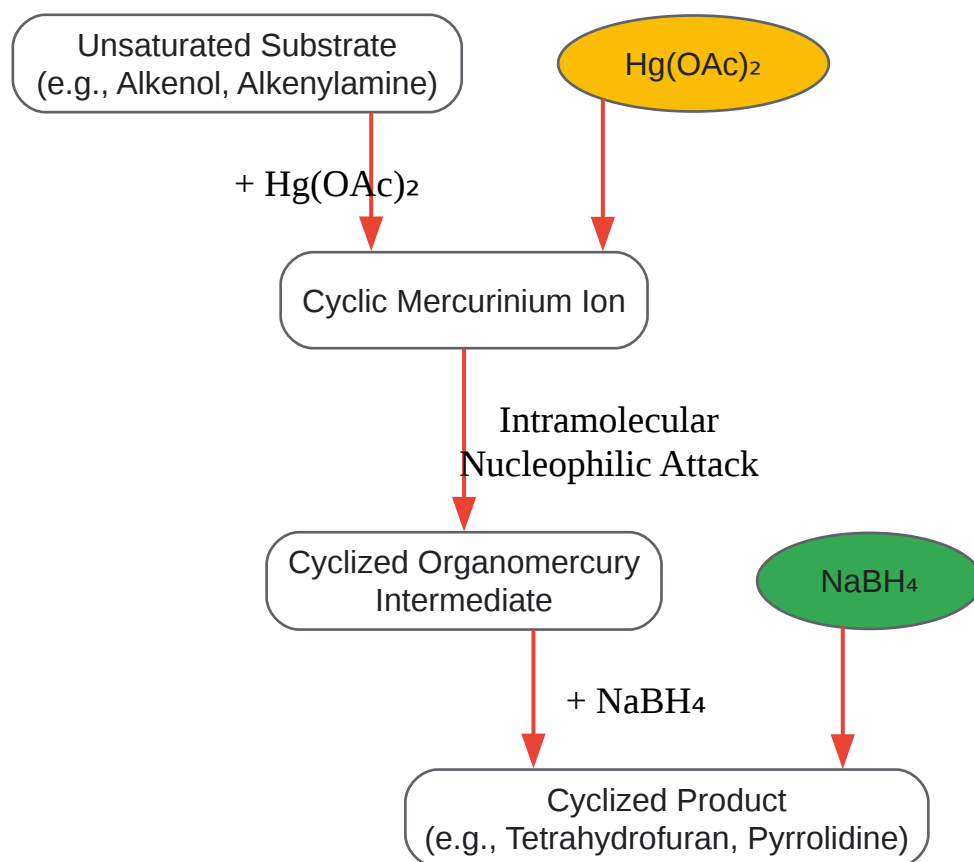 Unsaturated Substrate
(e.g., Alkenol, Alkenylamine)
Hg(OAc)₂
+ Hg(OAc)₂
Cyclic Mercurinium Ion
Intramolecular
Nucleophilic Attack
Cyclized Organomercury
Intermediate
NaBH₄
+ NaBH₄
Cyclized Product
(e.g., Tetrahydrofuran, Pyrrolidine)